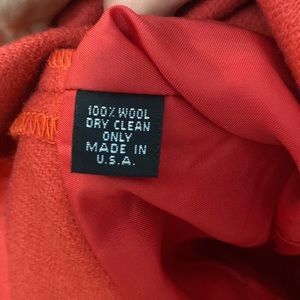 100% WOOL
DRY CLEAN
ONLY
MADE IN
U.S.A.